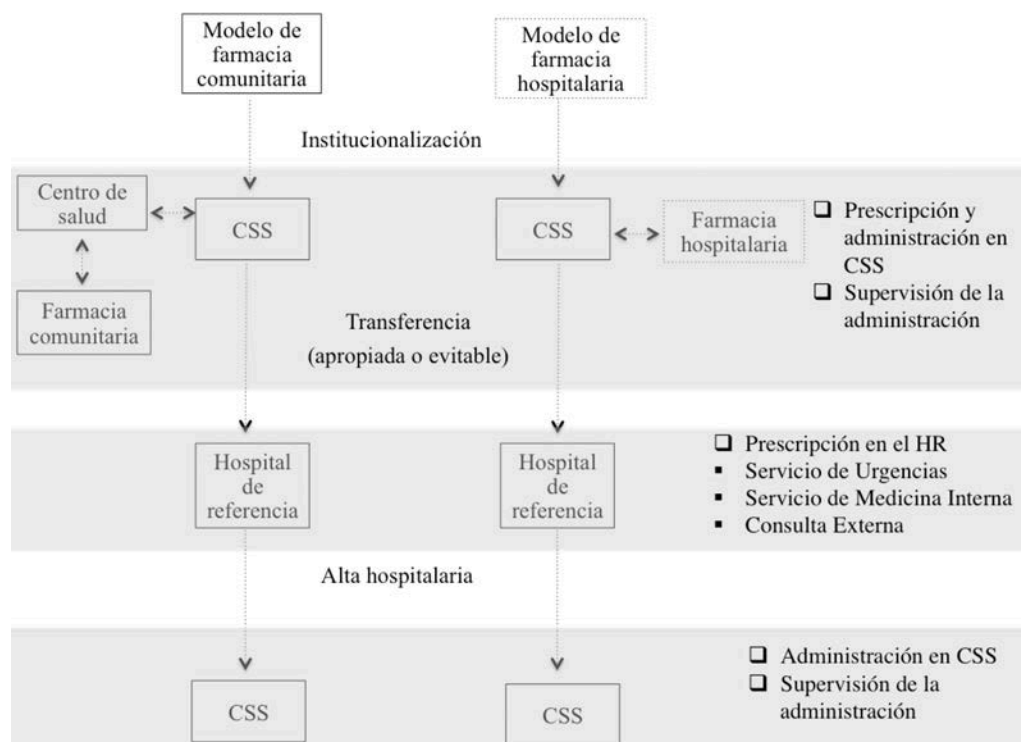 Modelo de
farmacia
comunitaria
Modelo de
farmacia
hospitalaria
Institucionalización
Centro de
salud
CSS
CSS
Farmacia
hospitalaria
Farmacia
comunitaria
❑ Prescripción y
administración en
CSS
❑ Supervisión de la
administración
Transferencia
(apropiada o evitable)
Hospital
de
referencia
Hospital
de
referencia
❑ Prescripción en el HR
▪ Servicio de Urgencias
▪ Servicio de Medicina Interna
▪ Consulta Externa
Alta hospitalaria
CSS
CSS
❑ Administración en CSS
❑ Supervisión de la
administración